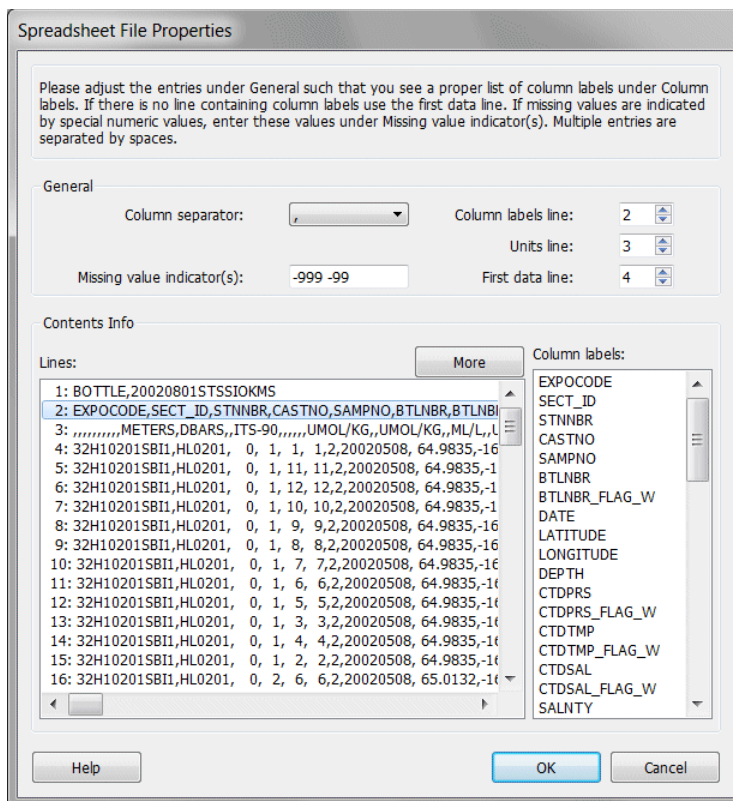 Spreadsheet File Properties
Please adjust the entries under General such that you see a proper list of column labels under Column
labels. If there is no line containing column labels use the first data line. If missing values are indicated
by special numeric values, enter these values under Missing value indicator(s). Multiple entries are
separated by spaces.
General
Column separator: , Column labels line: 2
Units line: 3
Missing value indicator(s): -999 -99 First data line: 4
Contents Info
Lines: More Column labels:
1: BOTTLE,20020801STSSIOKMS
2: EXPOCODE,SECT_ID,STNNBR,CASTNO,SAMPNO,BTLNBR,BTLNB
3: ,,,,,,,,,,METERS,DBARS,,ITS-90,,,,,,UMOL/KG,,UMOL/KG,,ML/L,,U
4: 32H10201SBI1,HL0201, 0, 1, 1, 1,2,20020508, 64.9835,-16
5: 32H10201SBI1,HL0201, 0, 1, 11, 11,2,20020508, 64.9835,-1
6: 32H10201SBI1,HL0201, 0, 1, 12, 12,2,20020508, 64.9835,-1
7: 32H10201SBI1,HL0201, 0, 1, 10, 10,2,20020508, 64.9835,-1
8: 32H10201SBI1,HL0201, 0, 1, 9, 9,2,20020508, 64.9835,-16
9: 32H10201SBI1,HL0201, 0, 1, 8, 8,2,20020508, 64.9835,-16
10: 32H10201SBI1,HL0201, 0, 1, 7, 7,2,20020508, 64.9835,-16
11: 32H10201SBI1,HL0201, 0, 1, 6, 6,2,20020508, 64.9835,-16
12: 32H10201SBI1,HL0201, 0, 1, 5, 5,2,20020508, 64.9835,-16
13: 32H10201SBI1,HL0201, 0, 1, 3, 3,2,20020508, 64.9835,-16
14: 32H10201SBI1,HL0201, 0, 1, 4, 4,2,20020508, 64.9835,-16
15: 32H10201SBI1,HL0201, 0, 1, 2, 2,2,20020508, 64.9835,-16
16: 32H10201SBI1,HL0201, 0, 2, 6, 6,2,20020508, 65.0132,-16
EXPOCODE
SECT_ID
STNNBR
CASTNO
SAMPNO
BTLNBR
BTLNBR_FLAG_W
DATE
LATITUDE
LONGITUDE
DEPTH
CTDPRS
CTDPRS_FLAG_W
CTDTMP
CTDTMP_FLAG_W
CTDSAL
CTDSAL_FLAG_W
SALNTY
Help OK Cancel